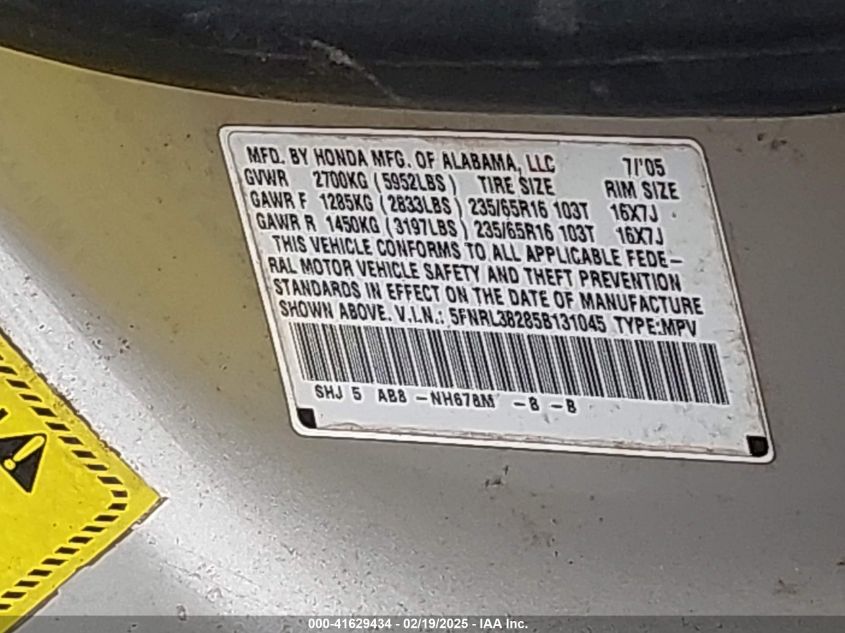 MFD. BY HONDA MFG. OF ALABAMA, LLC 7/'05
GVWR 2700KG (5952LBS) TIRE SIZE RIM SIZE
GAWR F 1285KG (2833LBS) 235/65R16 103T 16X7J
GAWR R 1450KG (3197LBS) 235/65R16 103T 16X7J
THIS VEHICLE CONFORMS TO ALL APPLICABLE FEDE-
RAL MOTOR VEHICLE SAFETY AND THEFT PREVENTION
STANDARDS IN EFFECT ON THE DATE OF MANUFACTURE
SHOWN ABOVE. V.I.N.: 5FNRL38285B131045 TYPE:MPV
SHJ 5 AB8 -NH678M -B -B
000-41629434 - 02/19/2025 - IAA Inc.